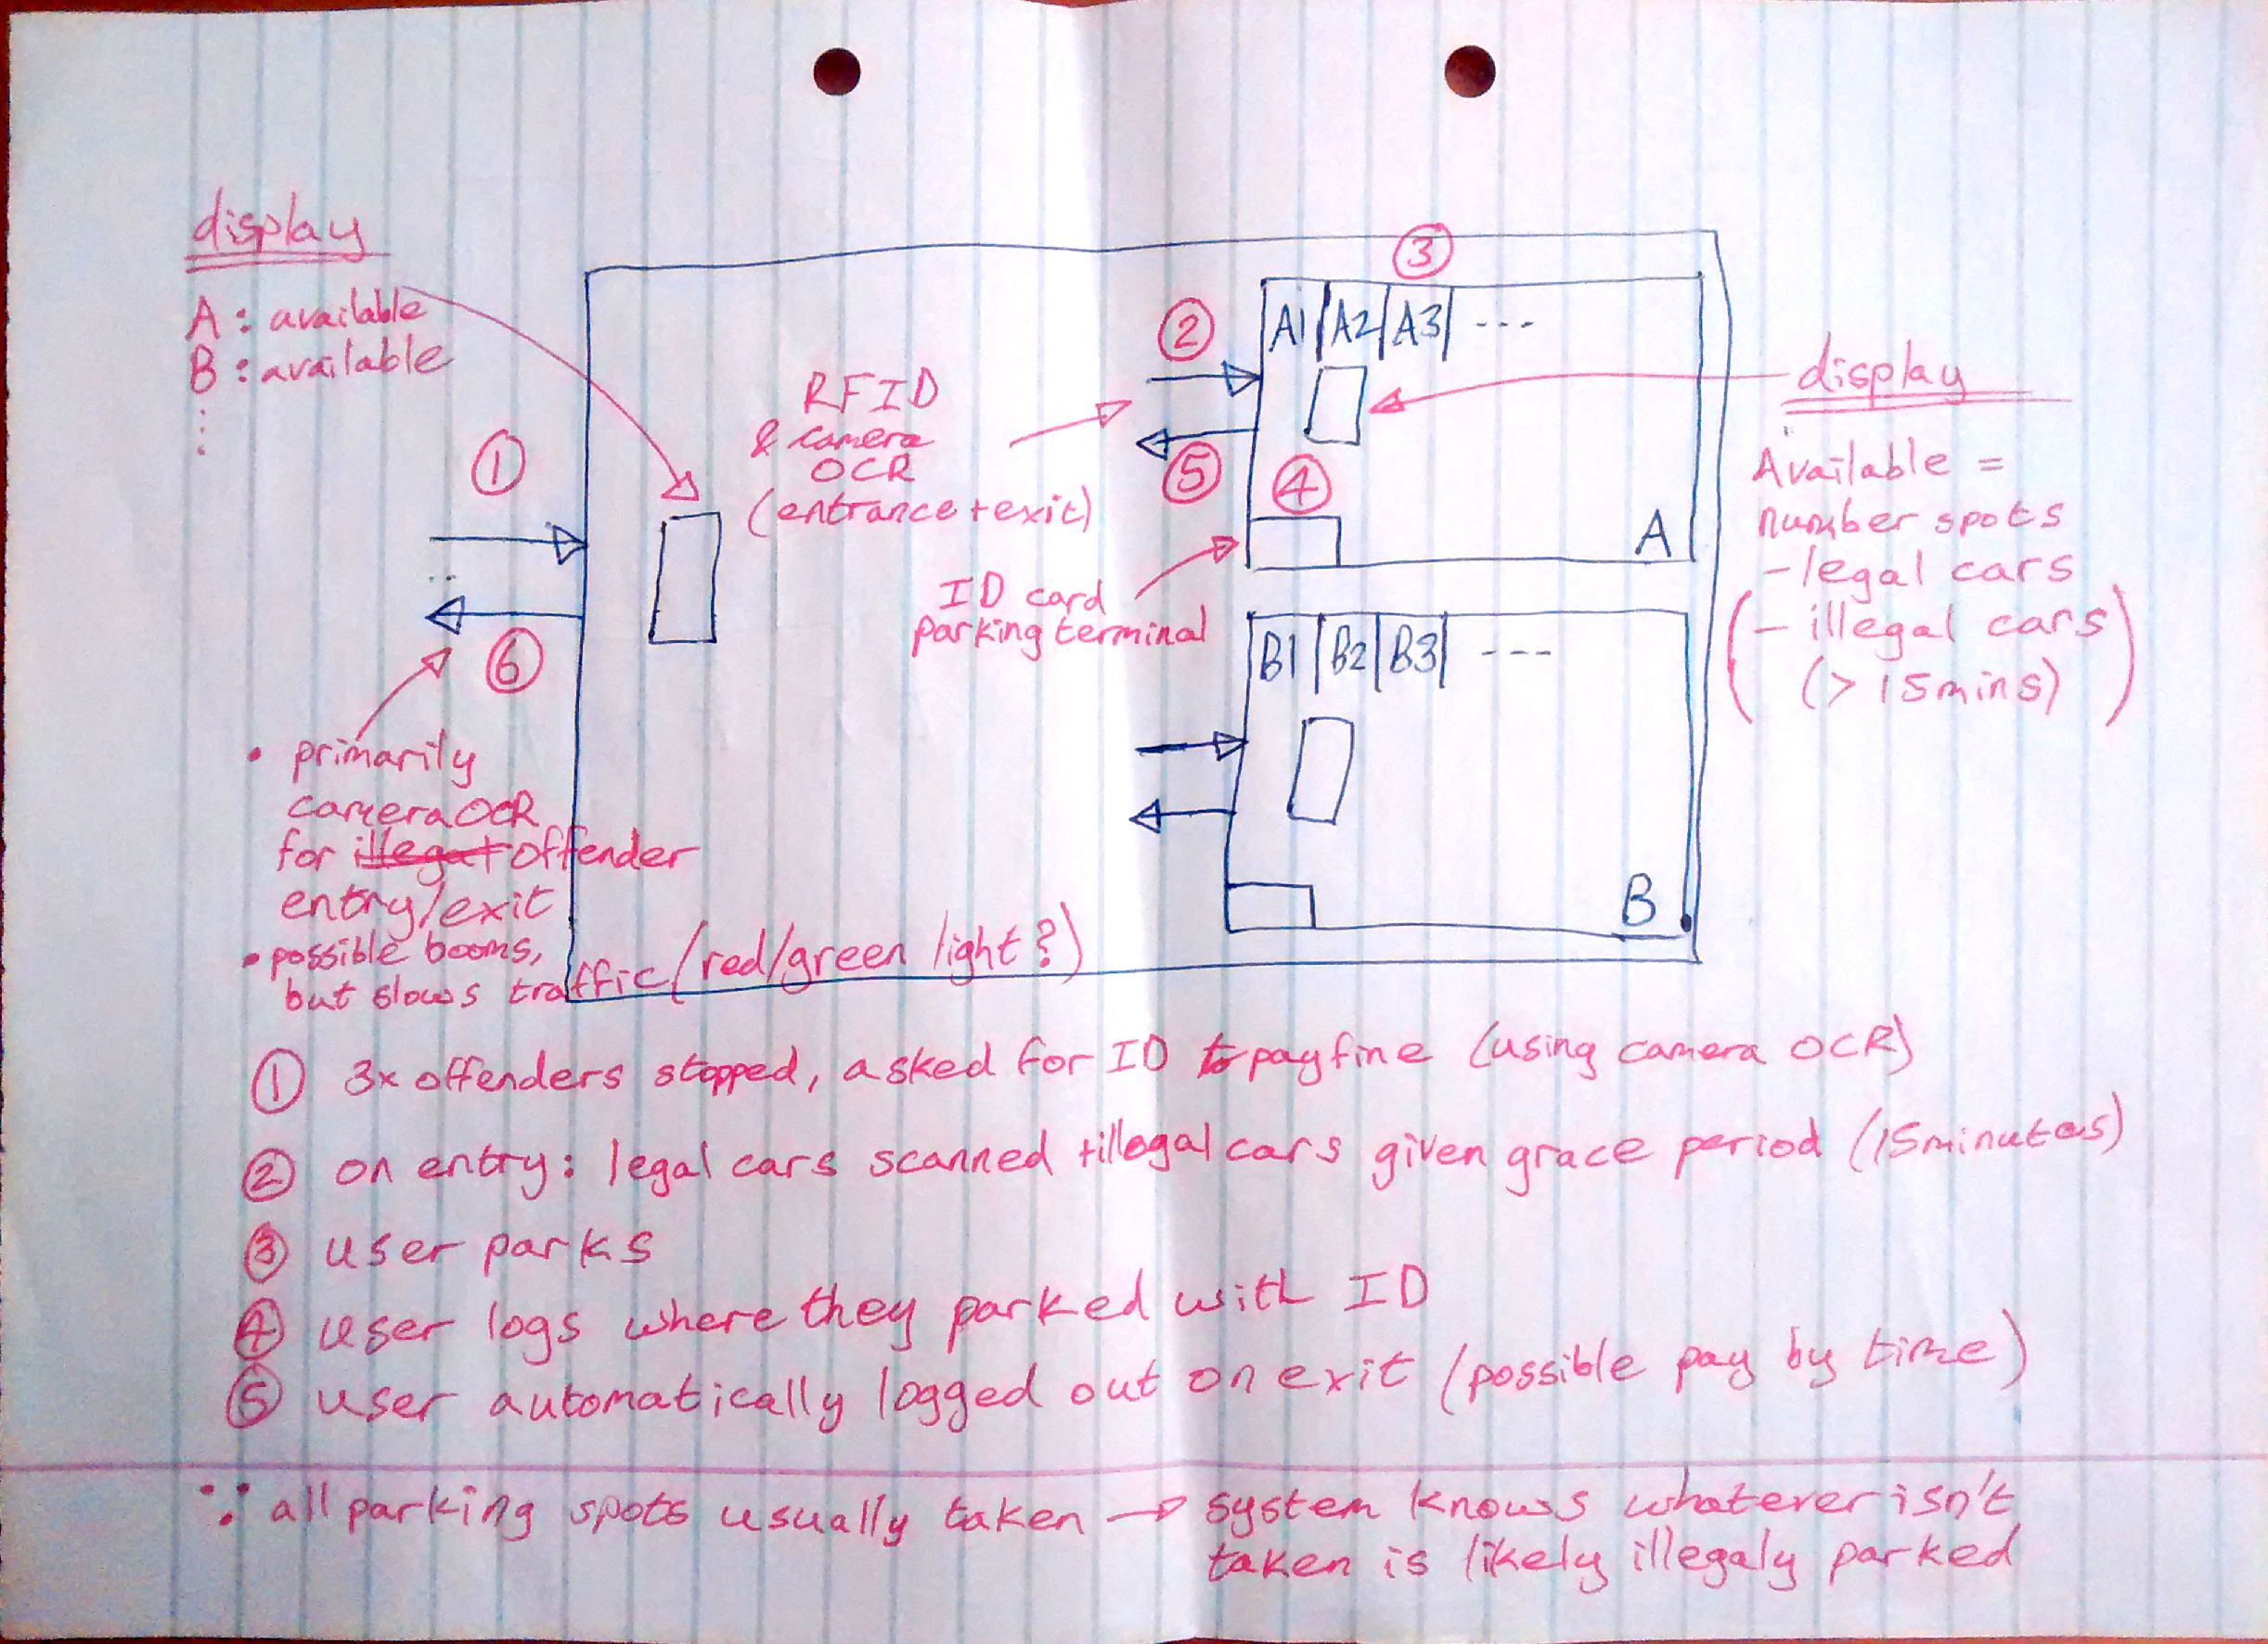 display
A : available
B : available
⋮
①
⑥
RFID
& camera
OCR
(entrance + exit)
②
⑤
③
A1 A2 A3 ---
④
A
ID card
parking terminal
B1 B2 B3 ---
B
display
Available =
number spots
- legal cars
(- illegal cars
(> 15mins))
• primarily
camera OCR
for illegal offender
entry/exit
• possible booms,
but slows traffic (red/green light?)
① 3x offenders stopped, asked for ID to pay fine (using camera OCR)
② on entry: legal cars scanned + illegal cars given grace period (15 minutes)
③ user parks
④ user logs where they parked with ID
⑤ user automatically logged out on exit (possible pay by time)
∵ all parking spots usually taken → system knows whatever isn't
taken is likely illegaly parked